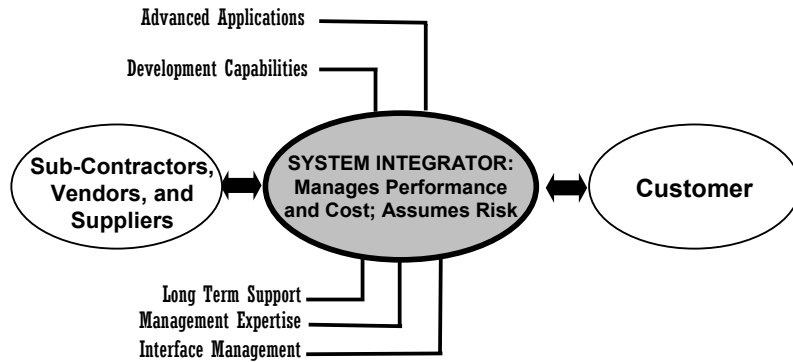 Advanced Applications
Development Capabilities
Sub-Contractors,
Vendors, and
Suppliers
SYSTEM INTEGRATOR:
Manages Performance
and Cost; Assumes Risk
Customer
Long Term Support
Management Expertise
Interface Management